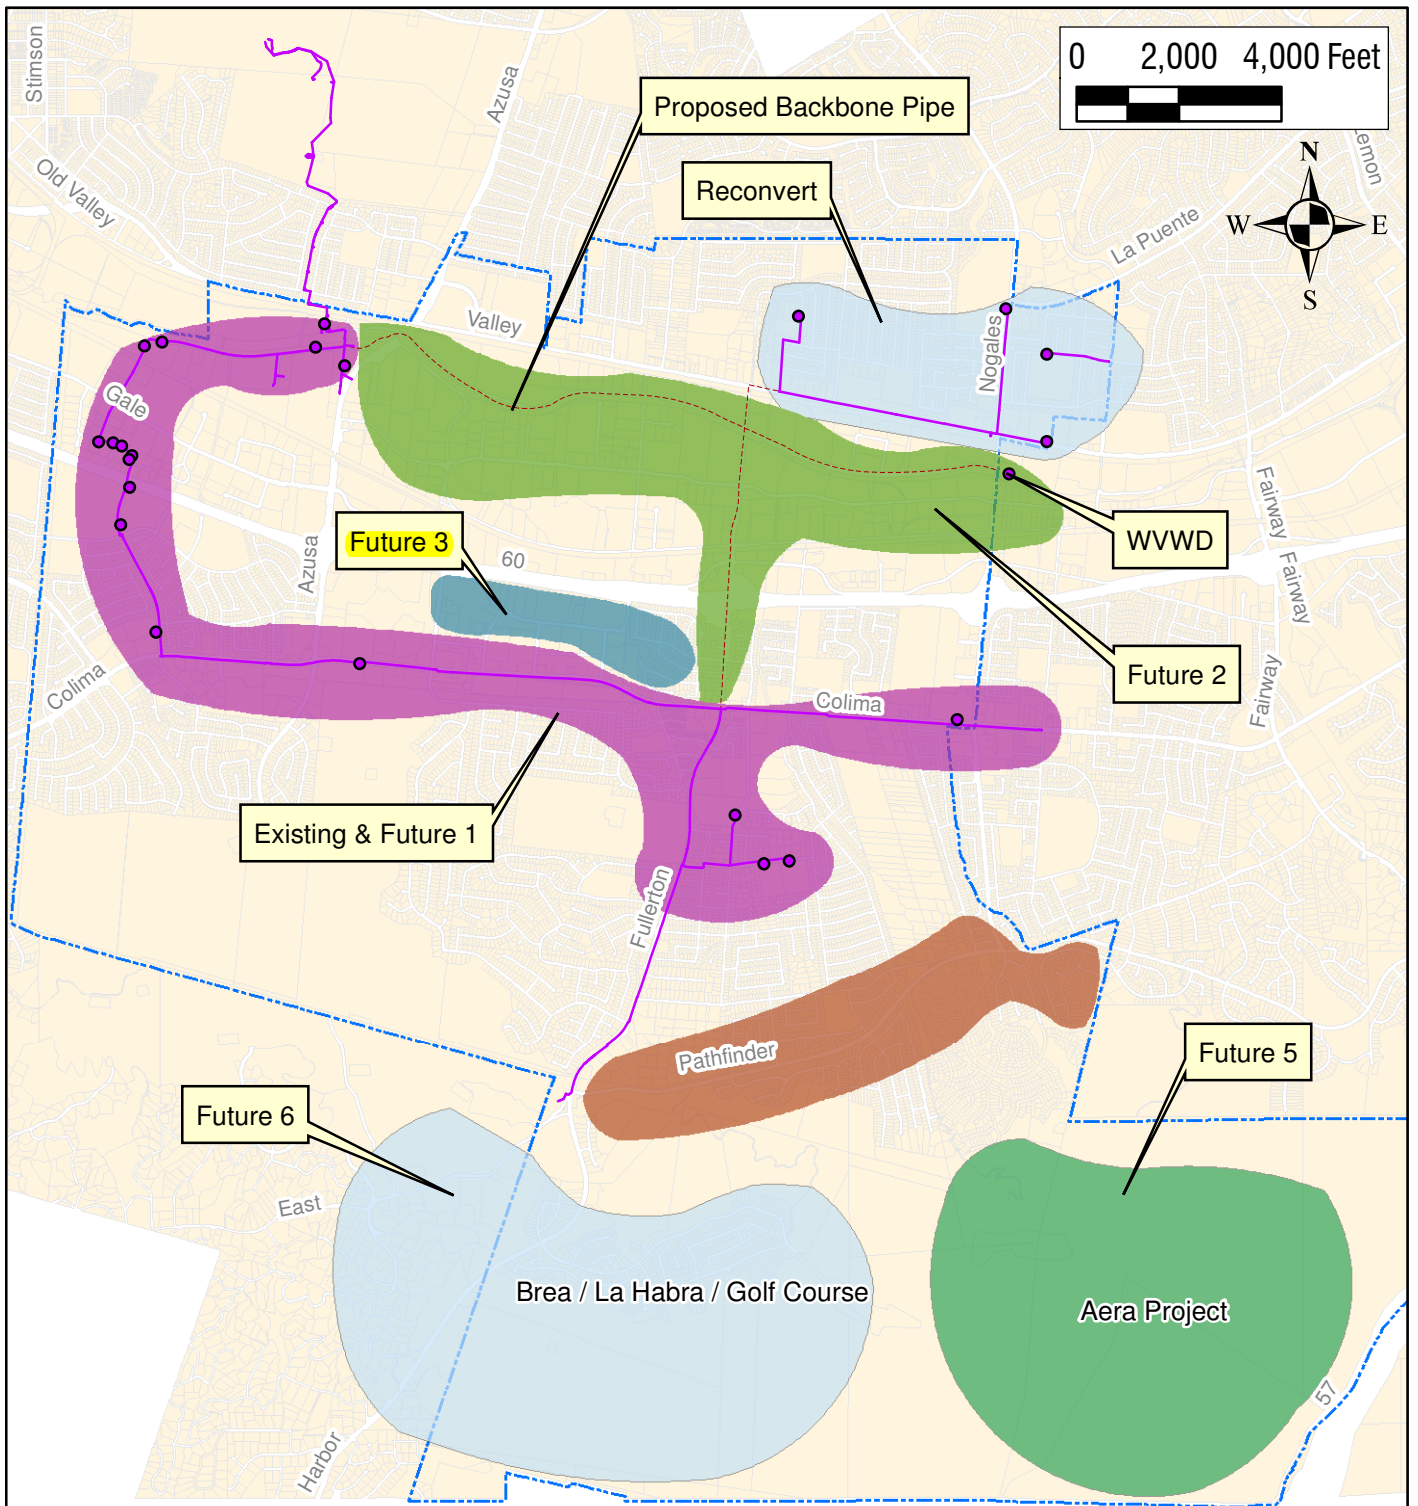 Stimson
Azusa
0 2,000 4,000 Feet
Proposed Backbone Pipe
Lemon
N
Old Valley
Reconvert
W E
La Puente
S
Valley
Nogales
Gale
Fairway
Future 3
60
WVWD
Fairway
Azusa
Colima
Future 2
Fairway
Colima
Existing & Future 1
Fullerton
Pathfinder
Future 5
Future 6
East
Brea / La Habra / Golf Course
Aera Project
57
Harbor